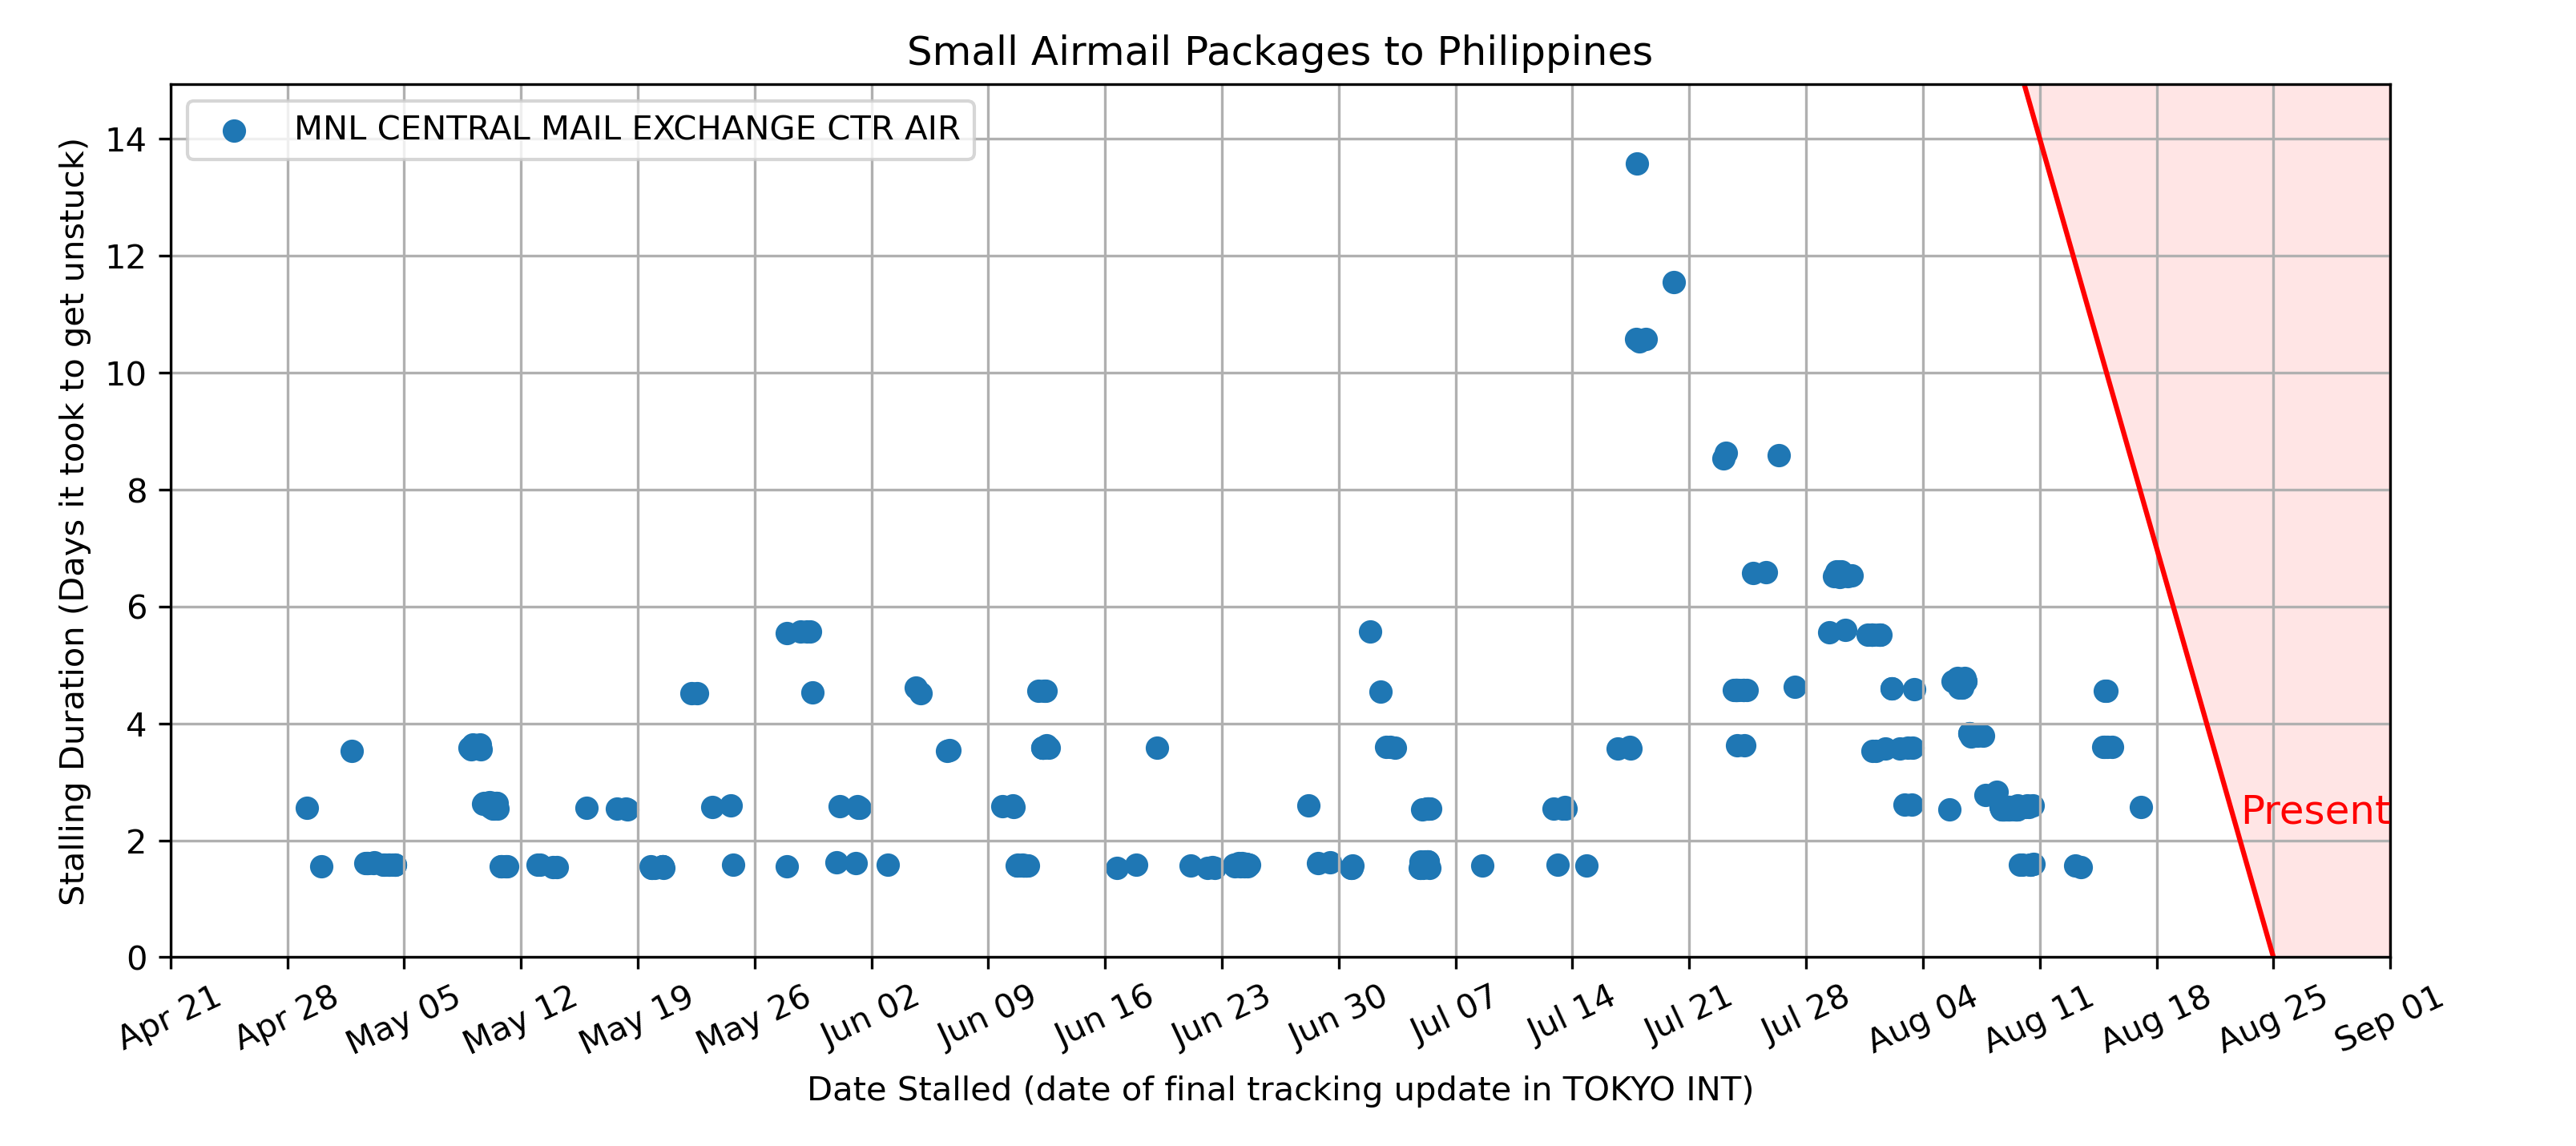 Small Airmail Packages to Philippines
MNL CENTRAL MAIL EXCHANGE CTR AIR
Stalling Duration (Days it took to get unstuck)
14
12
10
8
6
4
2
0
Present
Apr 21
Apr 28
May 05
May 12
May 19
May 26
Jun 02
Jun 09
Jun 16
Jun 23
Jun 30
Jul 07
Jul 14
Jul 21
Jul 28
Aug 04
Aug 11
Aug 18
Aug 25
Sep 01
Date Stalled (date of final tracking update in TOKYO INT)